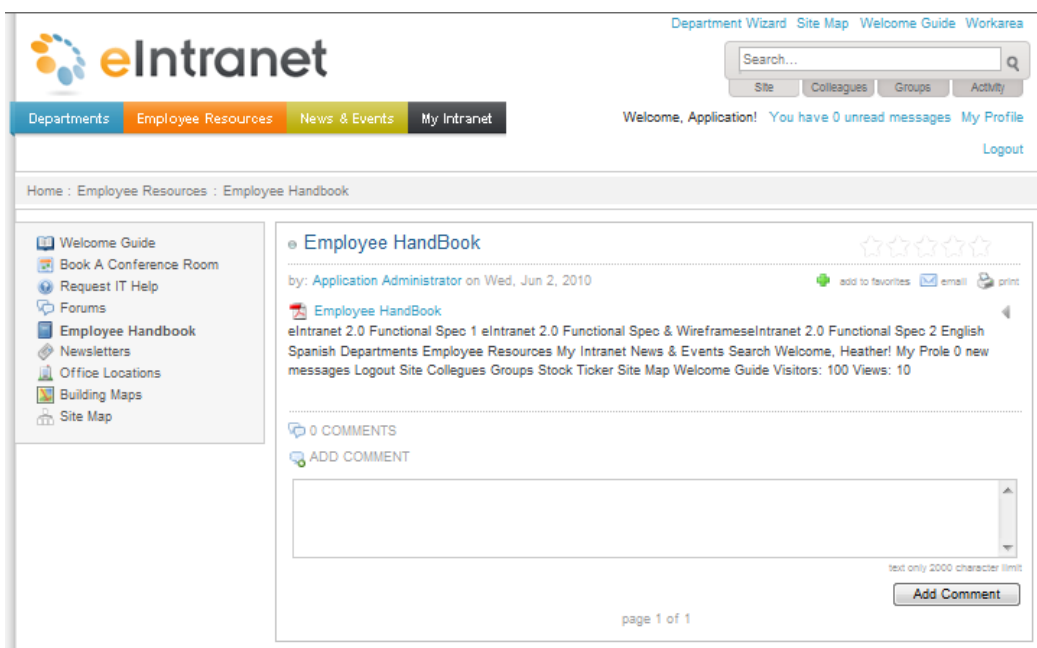 Department Wizard Site Map Welcome Guide Workarea
eIntranet
Search...
Site Colleagues Groups Activity
Departments Employee Resources News & Events My Intranet
Welcome, Application! You have 0 unread messages My Profile
Logout
Home : Employee Resources : Employee Handbook
Welcome Guide
Book A Conference Room
Request IT Help
Forums
Employee Handbook
Newsletters
Office Locations
Building Maps
Site Map
Employee HandBook
by: Application Administrator on Wed, Jun 2, 2010
add to favorites email print
Employee HandBook
eIntranet 2.0 Functional Spec 1 eIntranet 2.0 Functional Spec & WireframeseIntranet 2.0 Functional Spec 2 English
Spanish Departments Employee Resources My Intranet News & Events Search Welcome, Heather! My Prole 0 new
messages Logout Site Collegues Groups Stock Ticker Site Map Welcome Guide Visitors: 100 Views: 10
0 COMMENTS
ADD COMMENT
text only 2000 character limit
Add Comment
page 1 of 1